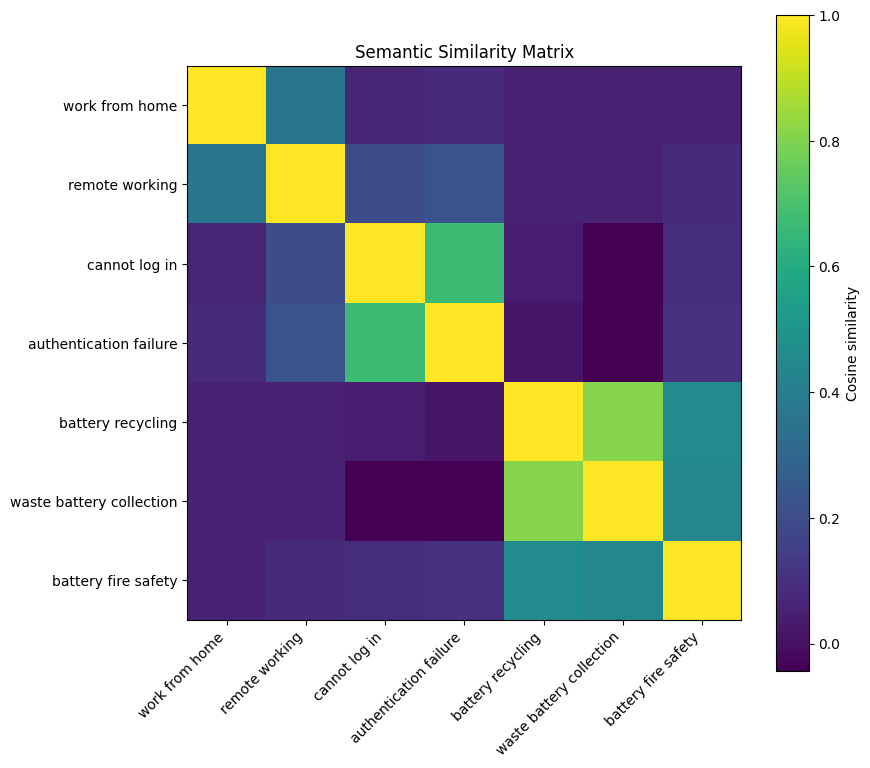 Semantic Similarity Matrix
1.0
0.8
0.6
0.4
0.2
0.0
Cosine similarity
work from home
remote working
cannot log in
authentication failure
battery recycling
waste battery collection
battery fire safety
work from home
remote working
cannot log in
authentication failure
battery recycling
waste battery collection
battery fire safety